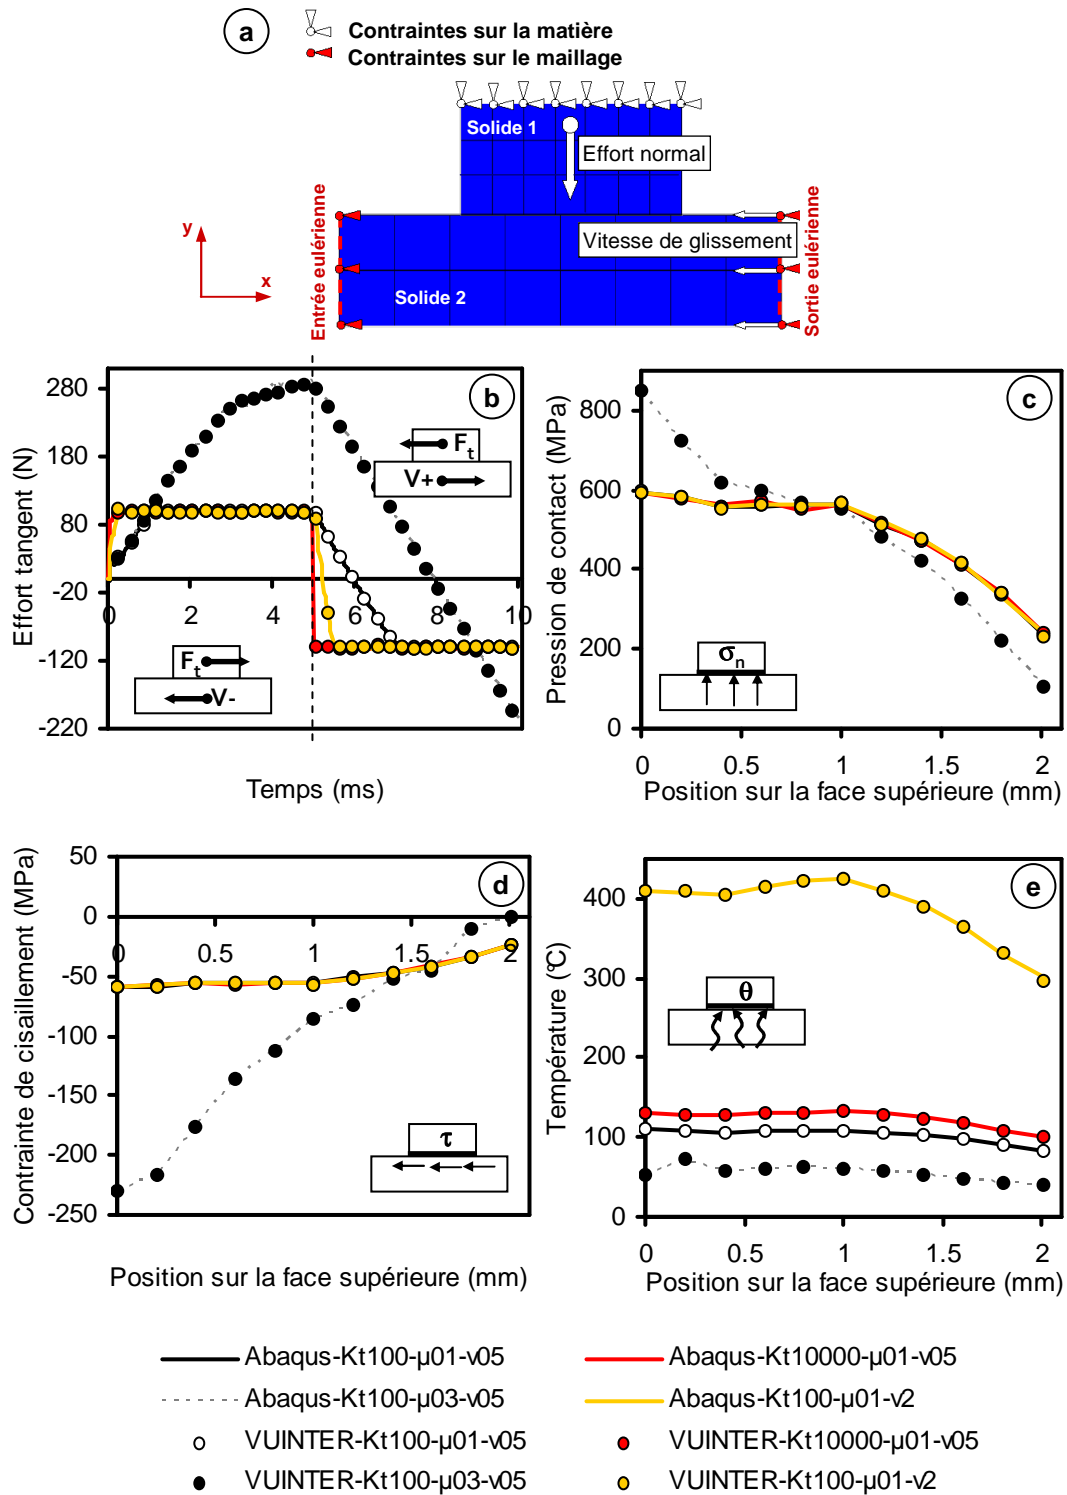 a
Contraintes sur la matière
Contraintes sur le maillage
Solide 1
Effort normal
Entrée eulérienne
Vitesse de glissement
Sortie eulérienne
y
x
Solide 2
b
Effort tangent (N)
280
180
80
-20
-120
-220
0
2
4
6
8
10
Ft
V+
Ft
V-
Temps (ms)
c
Pression de contact (MPa)
800
600
400
200
0
σn
0
0.5
1
1.5
2
Position sur la face supérieure (mm)
d
Contrainte de cisaillement (MPa)
50
0
-50
-100
-150
-200
-250
0
0.5
1
1.5
2
τ
Position sur la face supérieure (mm)
e
Température (°C)
400
300
200
100
0
θ
0
0.5
1
1.5
2
Position sur la face supérieure (mm)
Abaqus-Kt100-µ01-v05
Abaqus-Kt10000-µ01-v05
Abaqus-Kt100-µ03-v05
Abaqus-Kt100-µ01-v2
VUINTER-Kt100-µ01-v05
VUINTER-Kt10000-µ01-v05
VUINTER-Kt100-µ03-v05
VUINTER-Kt100-µ01-v2